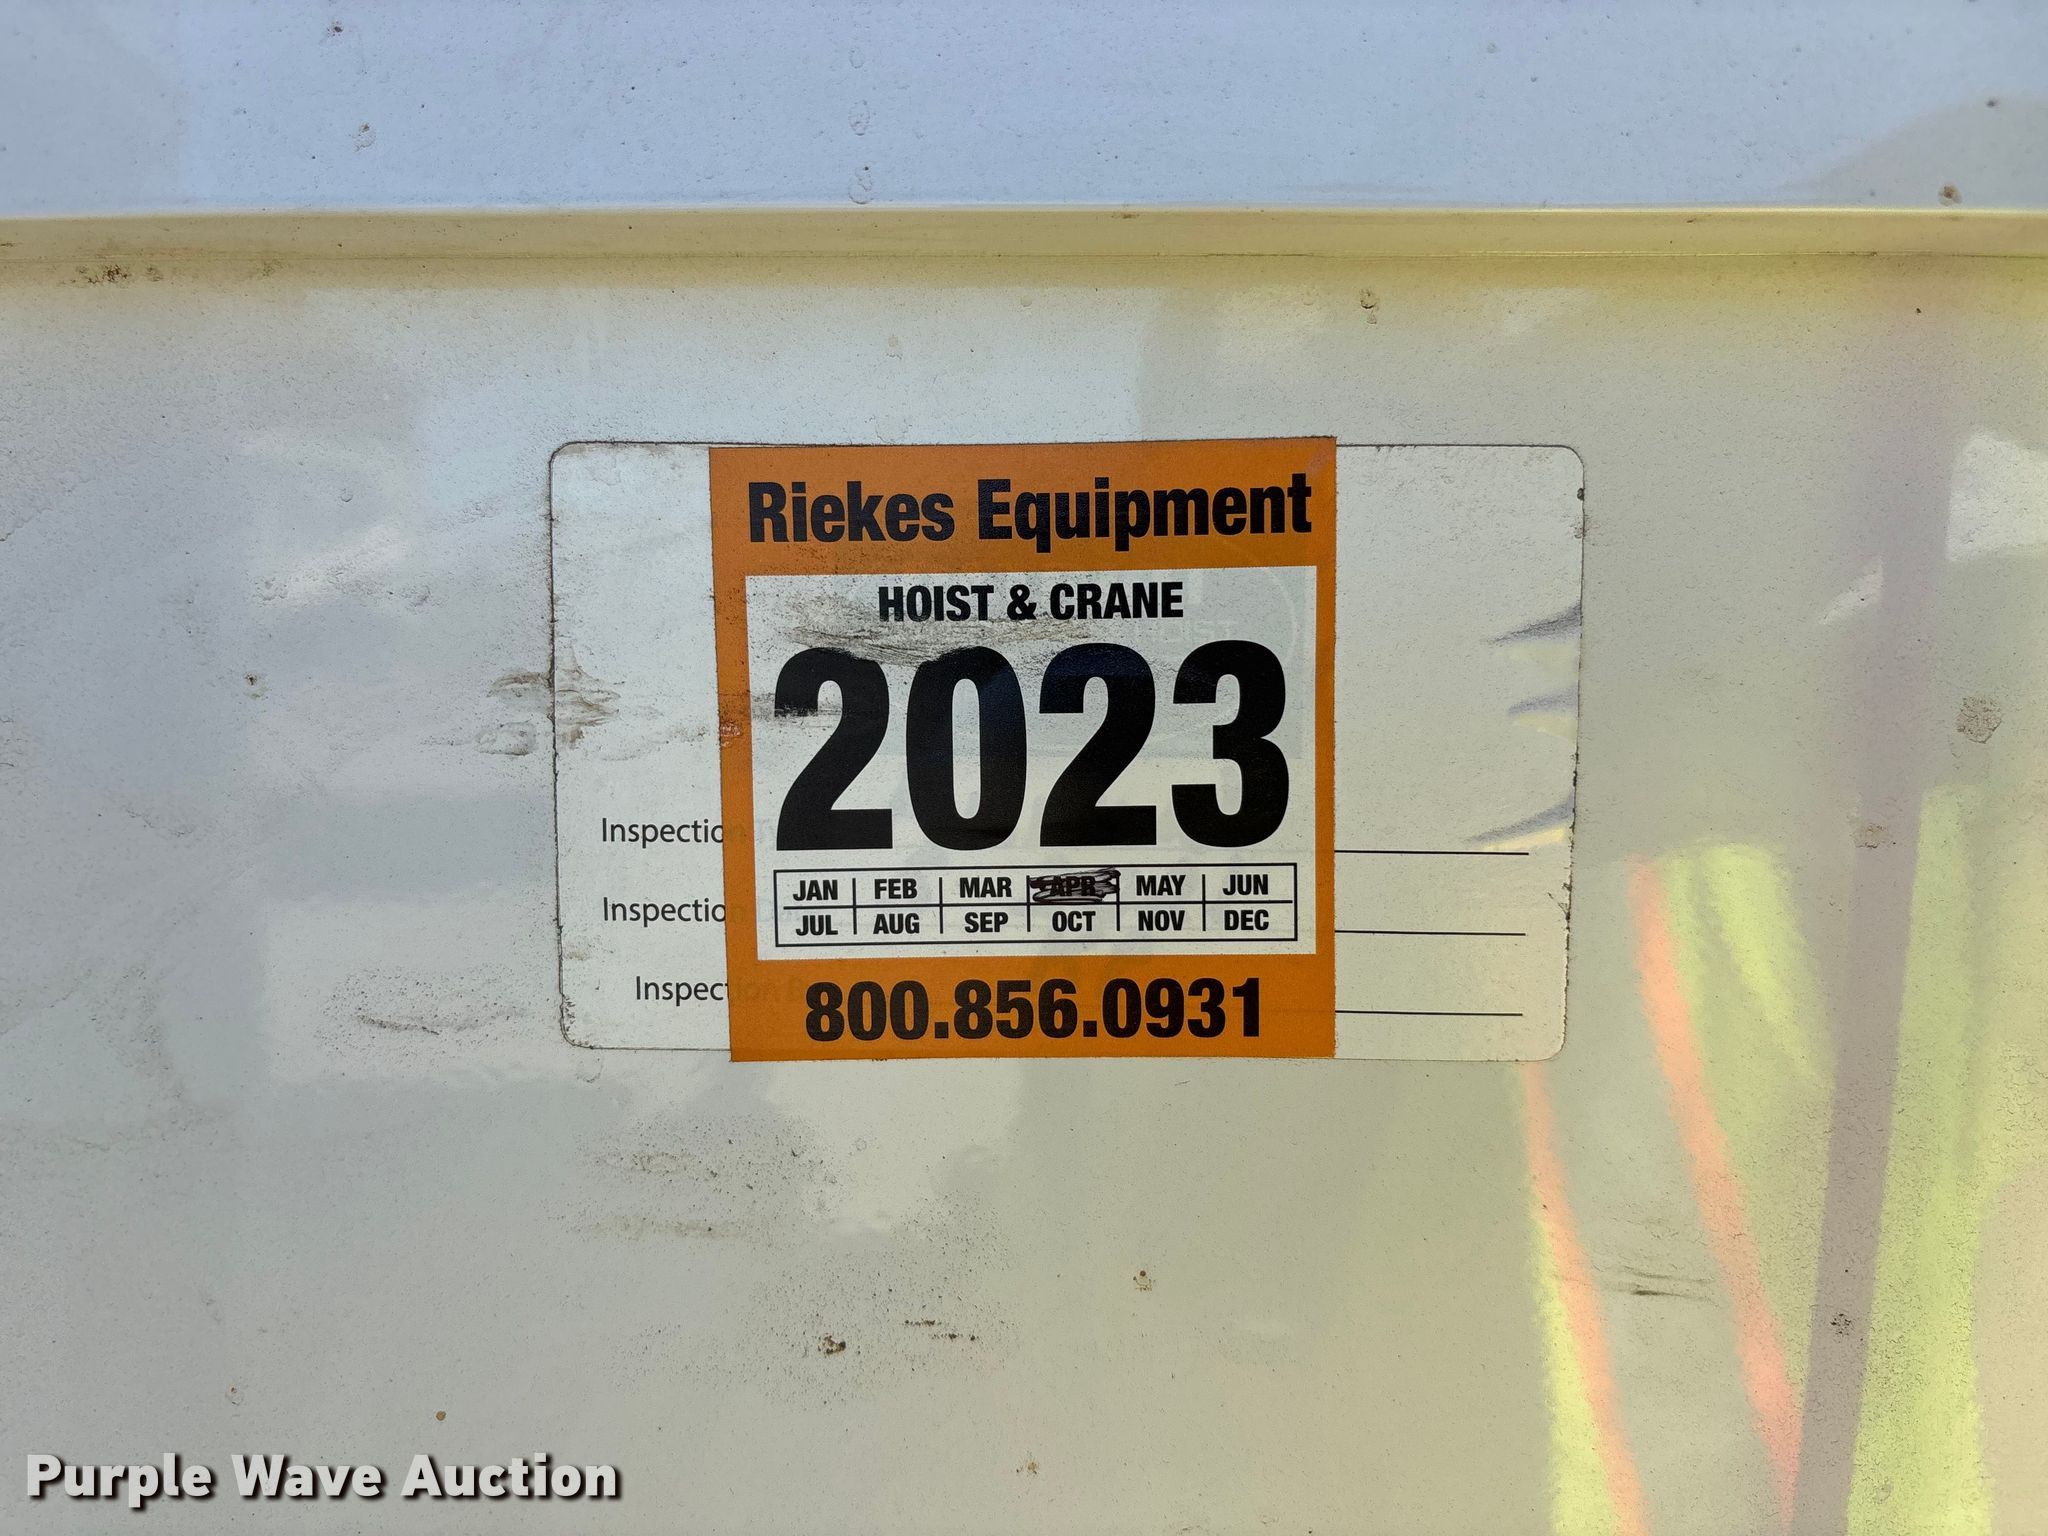 Riekes Equipment
HOIST & CRANE
2023
Inspection
JAN FEB MAR APR MAY JUN
Inspection
JUL AUG SEP OCT NOV DEC
Inspection
800.856.0931
Purple Wave Auction